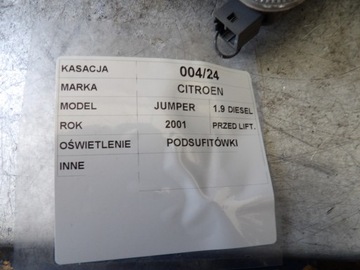 KASACJA 004/24
MARKA CITROEN
MODEL JUMPER 1.9 DIESEL
ROK 2001 PRZED LIFT.
OŚWIETLENIE PODSUFITÓWKI
INNE